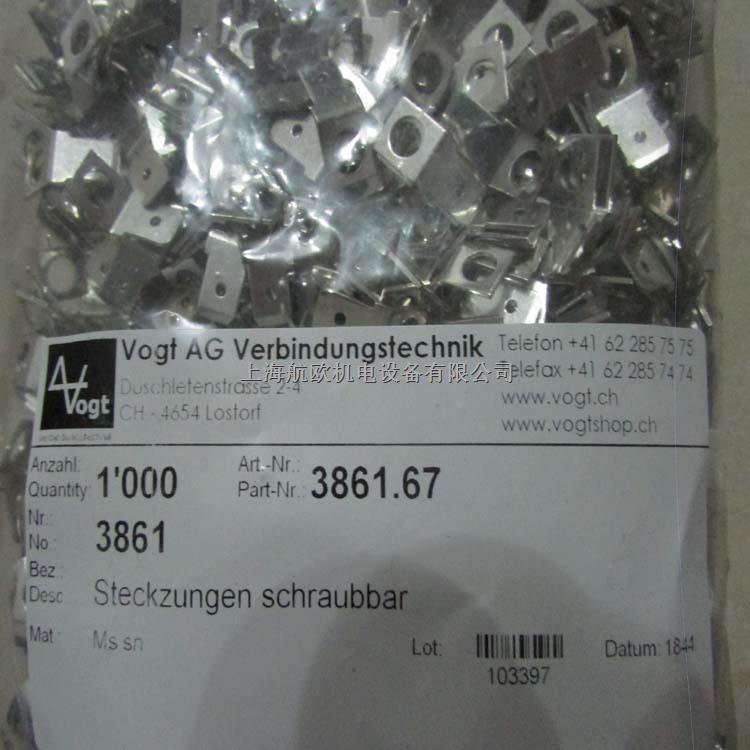 Vogt AG Verbindungstechnik
Telefon +41 62 285 75 75
Duschletenstrasse 2-4
Telefax +41 62 285 74 74
上海航欧机电设备有限公司
CH - 4654 Lostorf
www.vogt.ch
www.vogtshop.ch
Vogt
Anzahl:
Quantity: 1'000
Art.-Nr.:
Part-Nr.: 3861.67
Nr.:
No.: 3861
Bez.:
Desc Steckzungen schraubbar
Mat : Ms sn
Lot: 103397
Datum: 1844